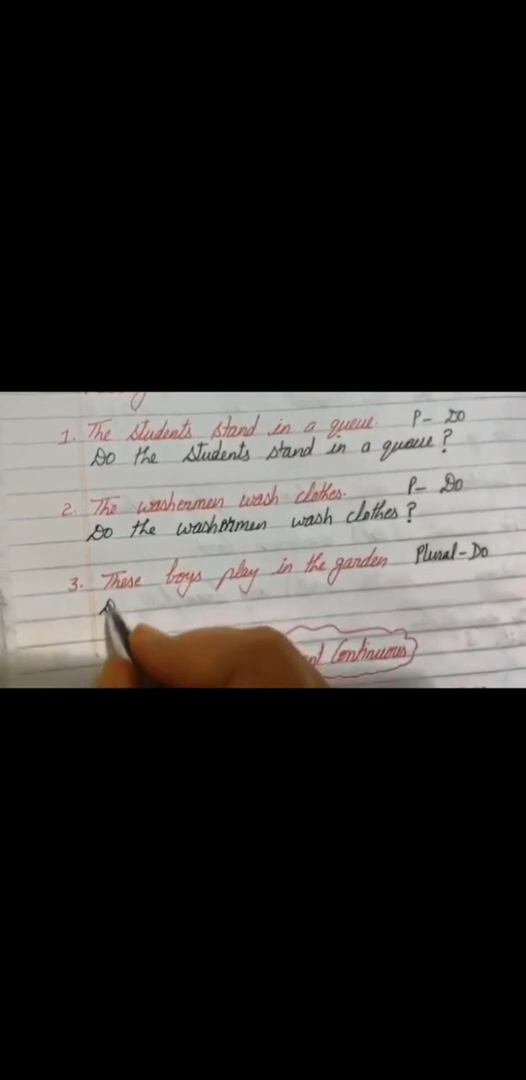 1. The students stand in a queue. P- Do
Do the students stand in a queue?
2. The washermen wash clothes. P- Do
Do the washermen wash clothes?
3. These boys play in the garden Plural-Do
D
Continuous